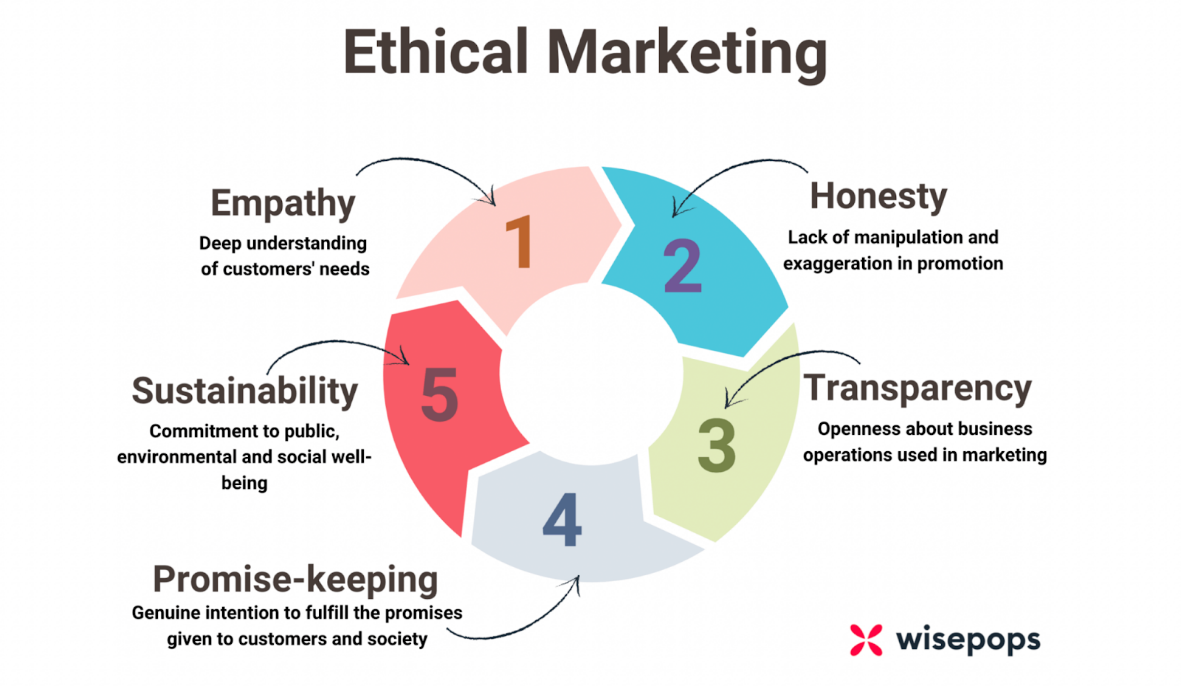 Ethical Marketing
Empathy
Deep understanding
of customers' needs
1
2
Honesty
Lack of manipulation and
exaggeration in promotion
Sustainability
Commitment to public,
environmental and social well-
being
5
3
Transparency
Openness about business
operations used in marketing
4
Promise-keeping
Genuine intention to fulfill the promises
given to customers and society
wisepops